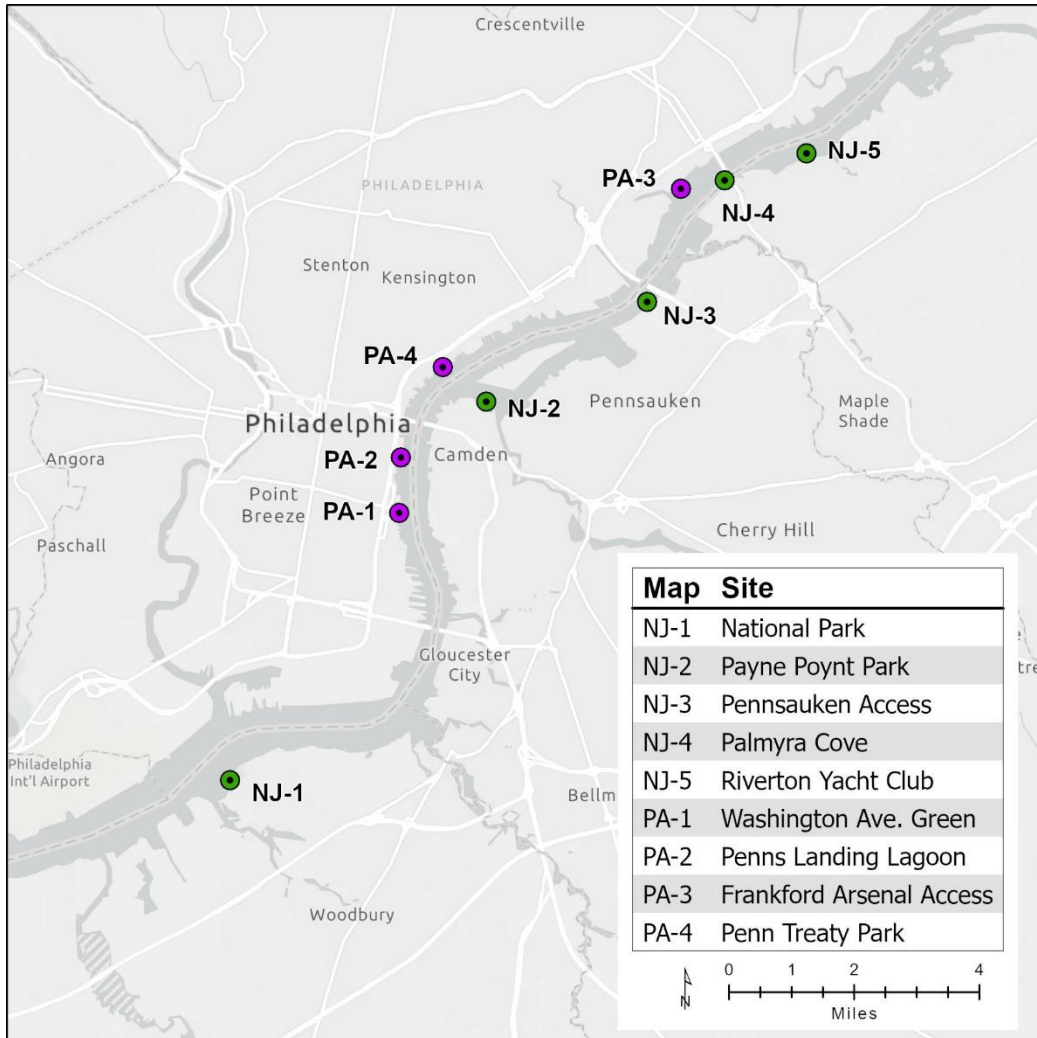 Crescentville
NJ-5
PA-3
PHILADELPHIA
NJ-4
Stenton
Kensington
NJ-3
PA-4
NJ-2
Pennsauken
Maple
Shade
Philadelphia
PA-2
Camden
Angora
Point
Breeze
PA-1
Cherry Hill
Paschall
Gloucester
City
Philadelphia
Int'l Airport
NJ-1
Bellm
Woodbury
tre
Map Site
NJ-1 National Park
NJ-2 Payne Poynt Park
NJ-3 Pennsauken Access
NJ-4 Palmyra Cove
NJ-5 Riverton Yacht Club
PA-1 Washington Ave. Green
PA-2 Penns Landing Lagoon
PA-3 Frankford Arsenal Access
PA-4 Penn Treaty Park
N
0 1 2 4
Miles